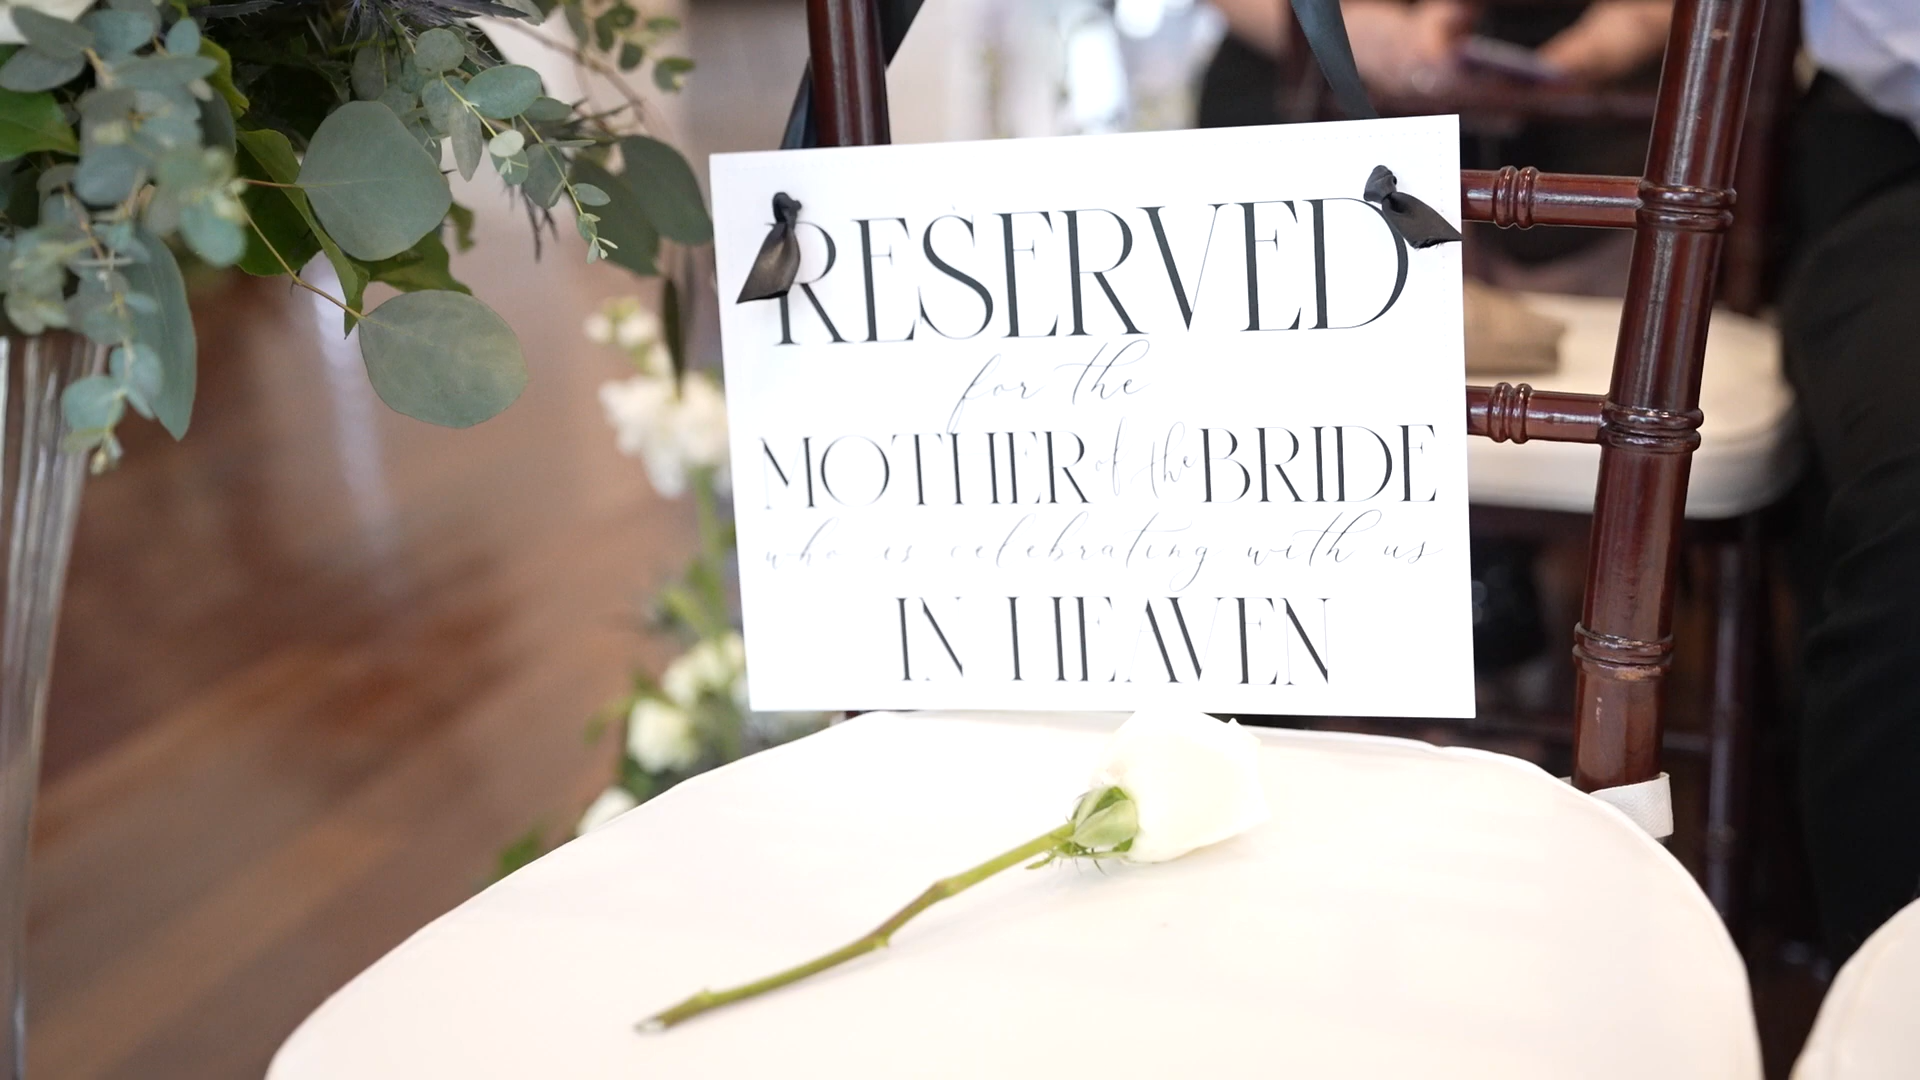 RESERVED
for the
MOTHER of the BRIDE
who is celebrating with us
IN HEAVEN